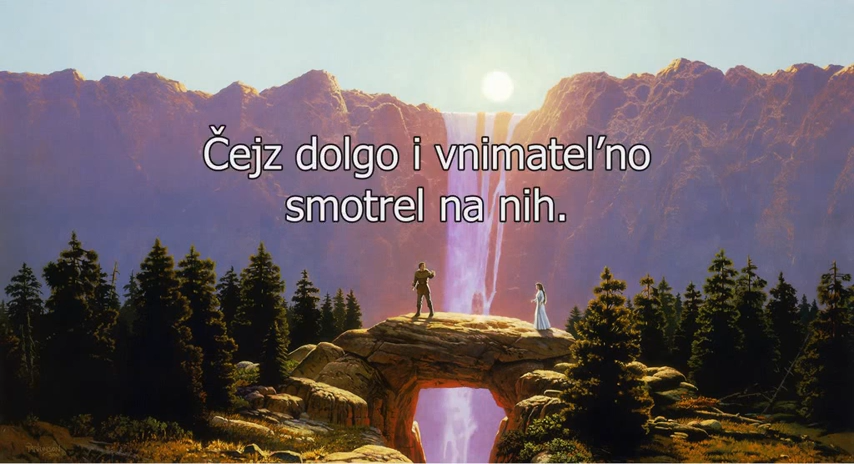 Čejz dolgo i vnimatel’no
smotrel na nih.